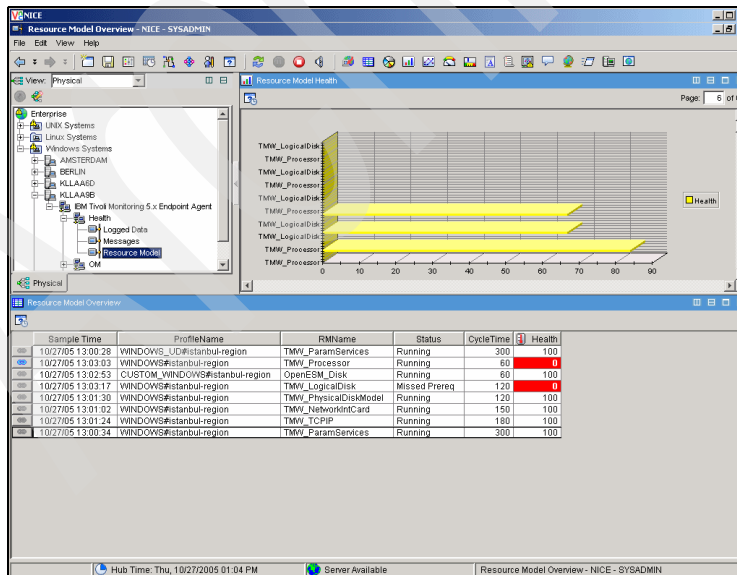 NICE
Resource Model Overview - NICE - SYSADMIN
File Edit View Help
View: Physical
Resource Model Health
Page: 6 of
Enterprise
UNIX Systems
Linux Systems
Windows Systems
AMSTERDAM
BERLIN
KLLAA6D
KLLAA9B
IBM Tivoli Monitoring 5.x Endpoint Agent
Health
Logged Data
Messages
Resource Model
OM
Physical
TMW_LogicalDisk
TMW_Processor
TMW_LogicalDisk
TMW_Processor
TMW_LogicalDisk
TMW_Processor
TMW_LogicalDisk
TMW_LogicalDisk
TMW_Processor
TMW_Processor
0 10 20 30 40 50 60 70 80 90
Health
Resource Model Overview
Sample Time ProfileName RMName Status CycleTime Health
10/27/05 13:00:28 WINDOWS_UD#istanbul-region TMW_ParamServices Running 300 100
10/27/05 13:03:03 WINDOWS#istanbul-region TMW_Processor Running 60 0
10/27/05 13:02:53 CUSTOM_WINDOWS#istanbul-region OpenESM_Disk Running 60 100
10/27/05 13:03:17 WINDOWS#istanbul-region TMW_LogicalDisk Missed Prereq 120 0
10/27/05 13:01:30 WINDOWS#istanbul-region TMW_PhysicalDiskModel Running 120 100
10/27/05 13:01:02 WINDOWS#istanbul-region TMW_NetworkIntCard Running 150 100
10/27/05 13:01:24 WINDOWS#istanbul-region TMW_TCPIP Running 180 100
10/27/05 13:00:34 WINDOWS#istanbul-region TMW_ParamServices Running 300 100
Hub Time: Thu, 10/27/2005 01:04 PM Server Available Resource Model Overview - NICE - SYSADMIN